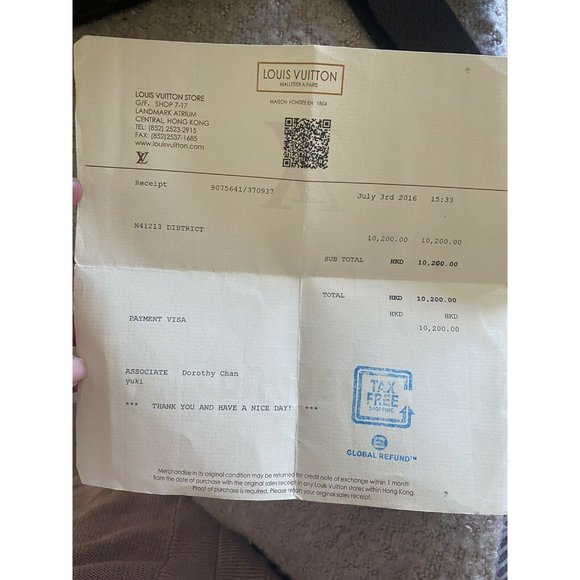 LOUIS VUITTON
MALLETIER A PARIS
MAISON FONDÉE EN 1854
LOUIS VUITTON STORE
G/F, SHOP 7-17
LANDMARK ATRIUM
CENTRAL, HONG KONG
TEL: (852) 2523-2915
FAX: (852)2537-1685
www.louisvuitton.com
LV
Receipt 9075641/370937 July 3rd 2016 15:33
N41213 DISTRICT
10,200.00 10,200.00
SUB TOTAL HKD 10,200.00
TOTAL HKD 10,200.00
HKD HKD
PAYMENT VISA 10,200.00
ASSOCIATE Dorothy Chan
yuki
*** THANK YOU AND HAVE A NICE DAY! ***
TAX
FREE
SHOPPING
GLOBAL REFUND™
Merchandise in its original condition may be returned for credit note of exchange within 1 month
from the date of purchase with the original sales receipt in any Louis Vuitton stores within Hong Kong.
Proof of purchase is required. Please retain your original sales receipt.